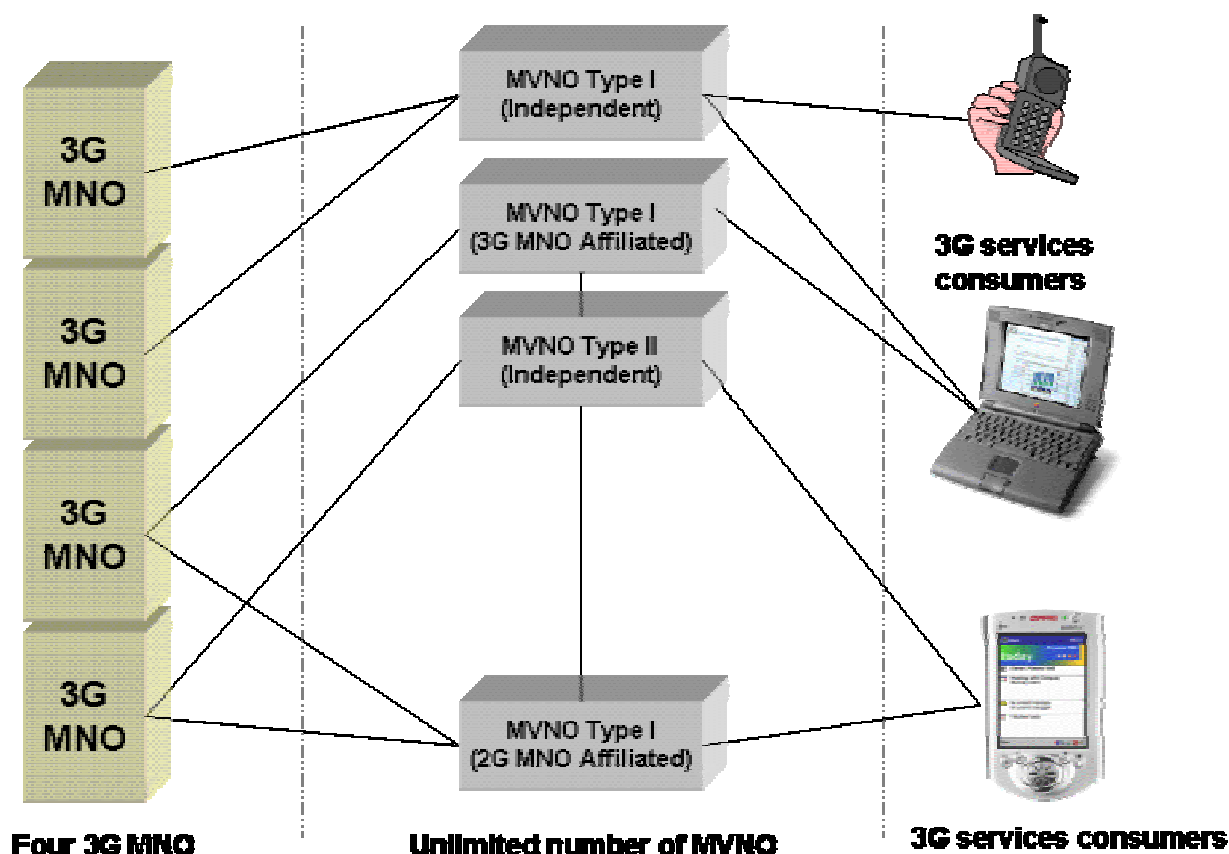 3G
MNO
3G
MNO
3G
MNO
3G
MNO
Four 3G MNO
MVNO Type I
(Independent)
MVNO Type I
(3G MNO Affiliated)
MVNO Type II
(Independent)
MVNO Type I
(2G MNO Affiliated)
Unlimited number of MVNO
3G services
consumers
3G services consumers